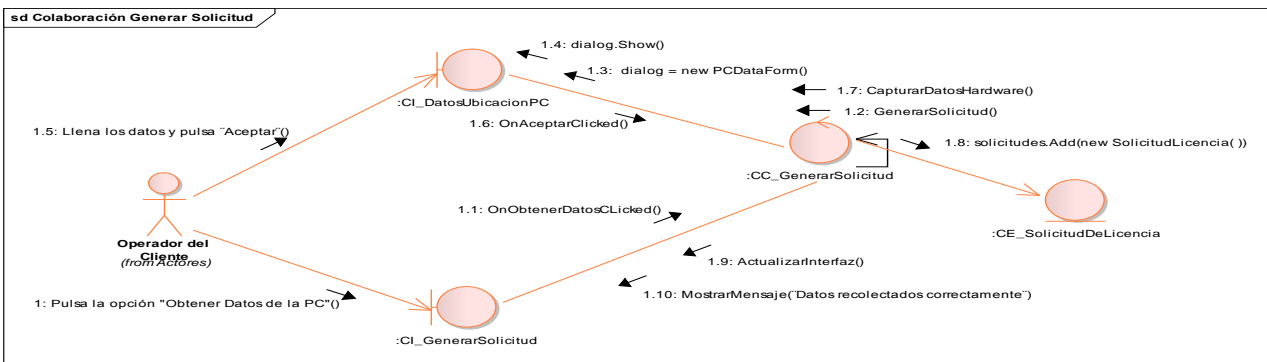 sd Colaboración Generar Solicitud
1.4: dialog.Show()
1.3: dialog = new PCDataForm()
:CI_DatosUbicacionPC
1.7: CapturarDatosHardware()
1.2: GenerarSolicitud()
1.5: Llena los datos y pulsa ¨Aceptar¨()
1.6: OnAceptarClicked()
1.8: solicitudes.Add(new SolicitudLicencia( ))
:CC_GenerarSolicitud
1.1: OnObtenerDatosCLicked()
:CE_SolicitudDeLicencia
Operador del
Cliente
(from Actores)
1.9: ActualizarInterfaz()
1: Pulsa la opción "Obtener Datos de la PC"()
1.10: MostrarMensaje(¨Datos recolectados correctamente¨)
:CI_GenerarSolicitud